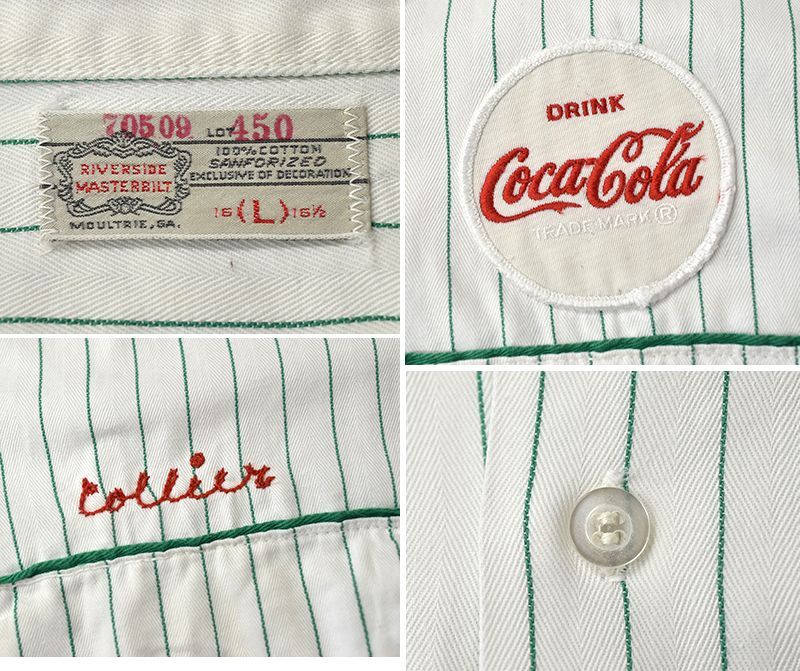 70509 LOT 450
100% COTTON
SANFORIZED
EXCLUSIVE OF DECORATION
RIVERSIDE
MASTERBILT
MOULTRIE, GA.
16 (L) 16½
DRINK
Coca-Cola
TRADE MARK ®
Collier